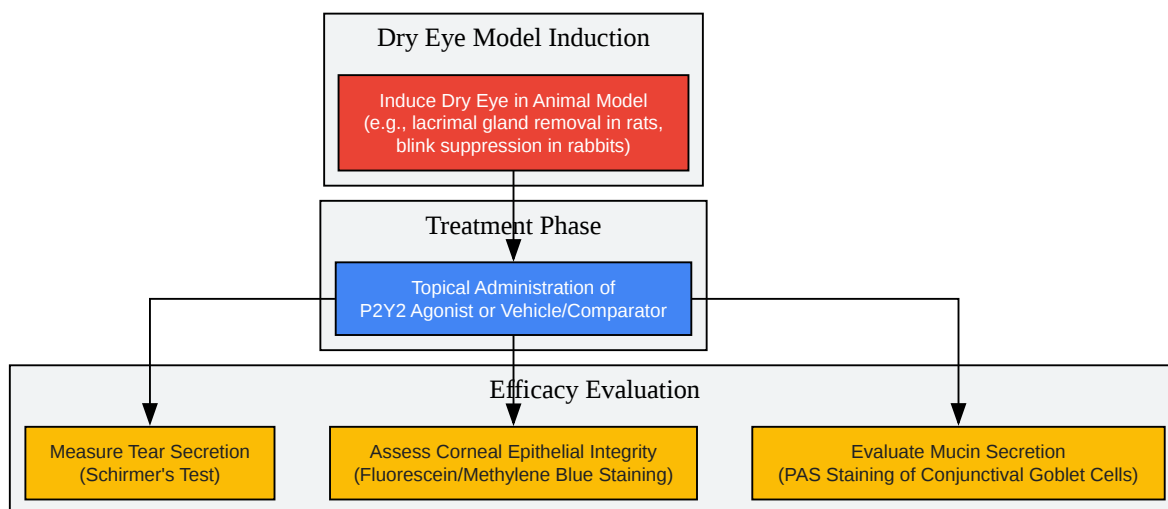 Dry Eye Model Induction
Induce Dry Eye in Animal Model
(e.g., lacrimal gland removal in rats,
blink suppression in rabbits)
Treatment Phase
Topical Administration of
P2Y2 Agonist or Vehicle/Comparator
Efficacy Evaluation
Measure Tear Secretion
(Schirmer's Test)
Assess Corneal Epithelial Integrity
(Fluorescein/Methylene Blue Staining)
Evaluate Mucin Secretion
(PAS Staining of Conjunctival Goblet Cells)